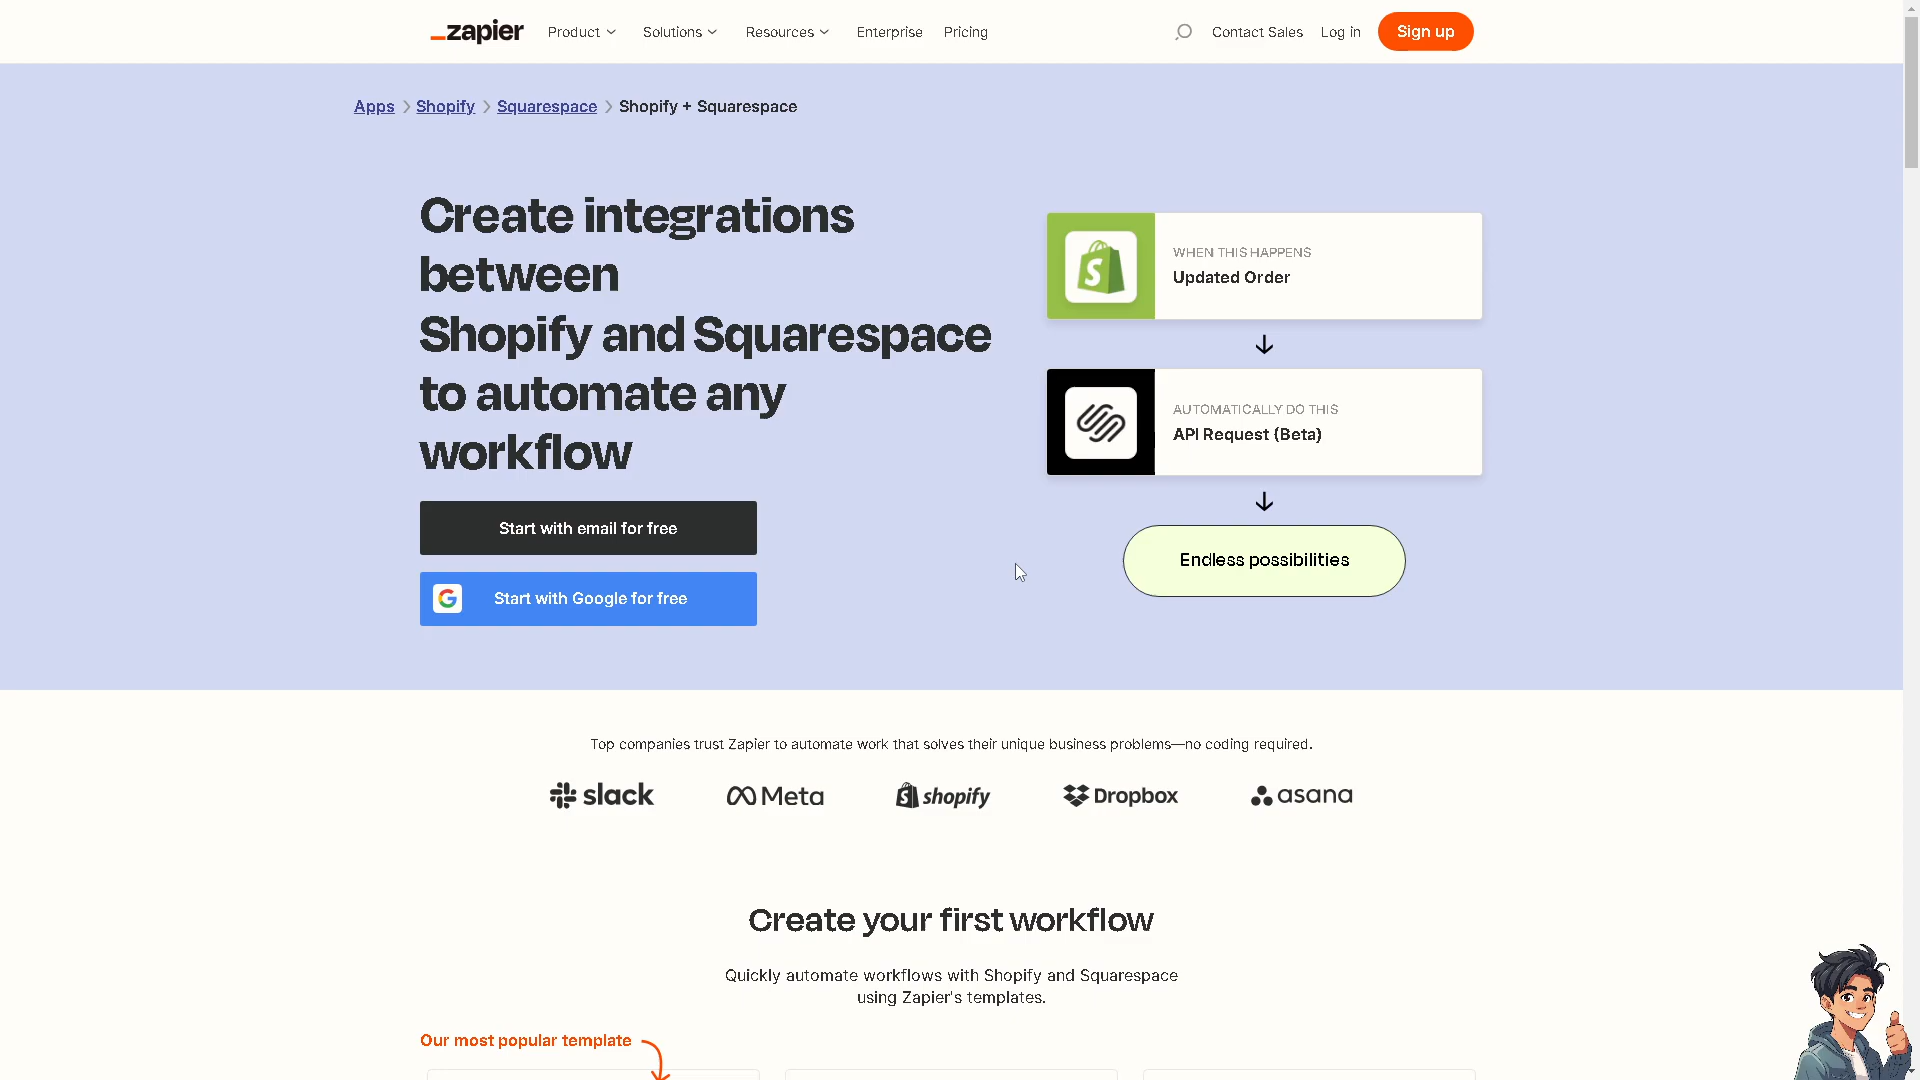 zapier
Product
Solutions
Resources
Enterprise
Pricing
Contact Sales
Log in
Sign up
Apps
Shopify
Squarespace
Shopify + Squarespace
Create integrations
between
Shopify and Squarespace
to automate any
workflow
Start with email for free
Start with Google for free
WHEN THIS HAPPENS
Updated Order
AUTOMATICALLY DO THIS
API Request (Beta)
Endless possibilities
Top companies trust Zapier to automate work that solves their unique business problems—no coding required.
slack
Meta
shopify
Dropbox
asana
Create your first workflow
Quickly automate workflows with Shopify and Squarespace
using Zapier's templates.
Our most popular template